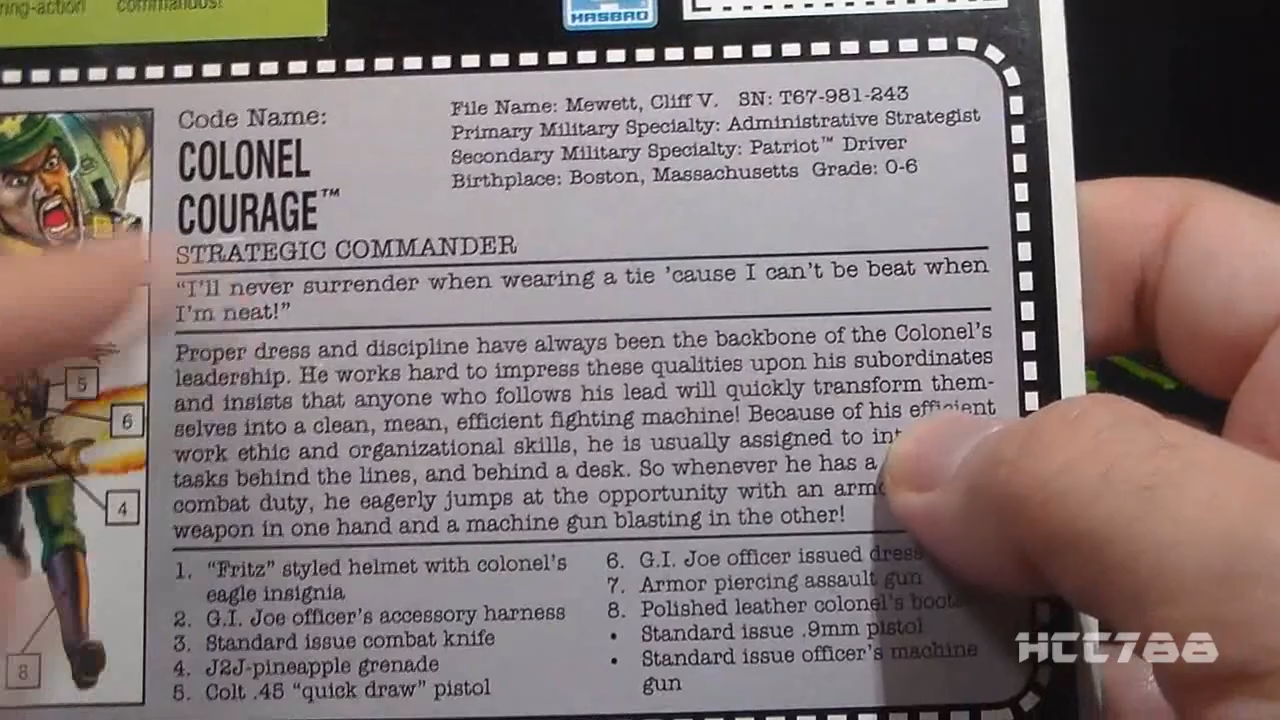 ring-action commandos!
HASBRO
Code Name:
COLONEL
COURAGE™
STRATEGIC COMMANDER
File Name: Mewett, Cliff V. SN: T67-981-243
Primary Military Specialty: Administrative Strategist
Secondary Military Specialty: Patriot™ Driver
Birthplace: Boston, Massachusetts Grade: 0-6
"I'll never surrender when wearing a tie 'cause I can't be beat when
I'm neat!"
Proper dress and discipline have always been the backbone of the Colonel's
leadership. He works hard to impress these qualities upon his subordinates
and insists that anyone who follows his lead will quickly transform them-
selves into a clean, mean, efficient fighting machine! Because of his efficient
work ethic and organizational skills, he is usually assigned to
tasks behind the lines, and behind a desk. So whenever he has a
combat duty, he eagerly jumps at the opportunity with an
weapon in one hand and a machine gun blasting in the other!
1. "Fritz" styled helmet with colonel's
eagle insignia
2. G.I. Joe officer's accessory harness
3. Standard issue combat knife
4. J2J-pineapple grenade
5. Colt .45 "quick draw" pistol
6. G.I. Joe officer issued dress
7. Armor piercing assault gun
8. Polished leather colonel's boots
• Standard issue .9mm pistol
• Standard issue officer's machine
gun
5
6
4
8
HCC788